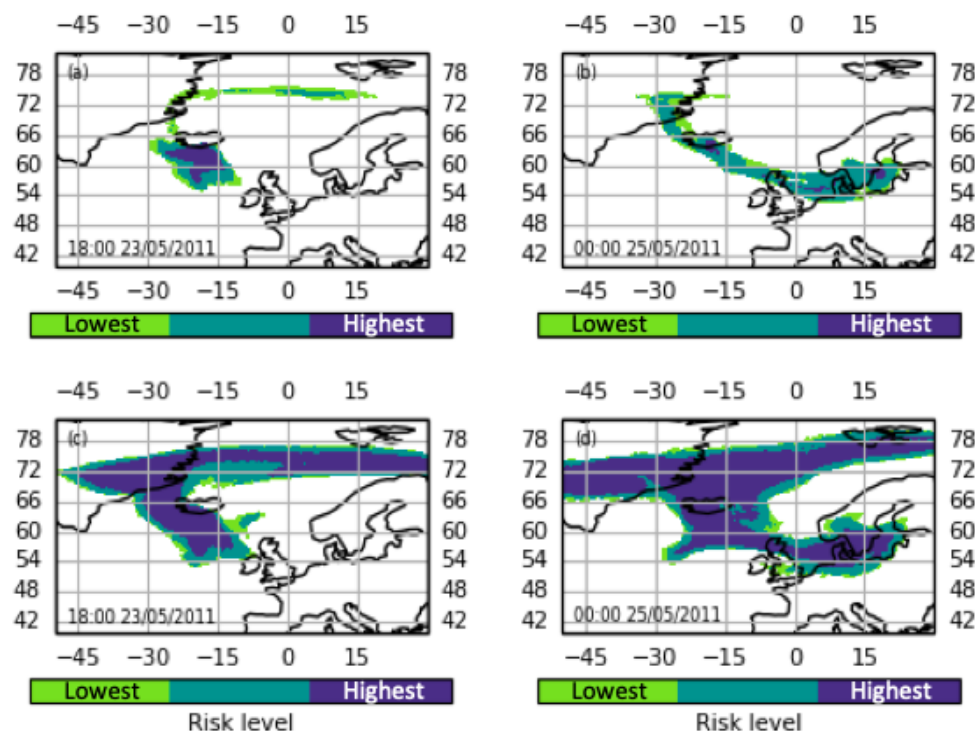 −45 −30 −15 0 15 −45 −30 −15 0 15
78 (a) 78 78 (b) 78
72 72 72 72
66 66 66 66
60 60 60 60
54 54 54 54
48 48 48 48
42 18:00 23/05/2011 42 42 00:00 25/05/2011 42
−45 −30 −15 0 15 −45 −30 −15 0 15
Lowest Highest Lowest Highest
−45 −30 −15 0 15 −45 −30 −15 0 15
78 (c) 78 78 (d) 78
72 72 72 72
66 66 66 66
60 60 60 60
54 54 54 54
48 48 48 48
42 18:00 23/05/2011 42 42 00:00 25/05/2011 42
−45 −30 −15 0 15 −45 −30 −15 0 15
Lowest Highest Lowest Highest
Risk level Risk level